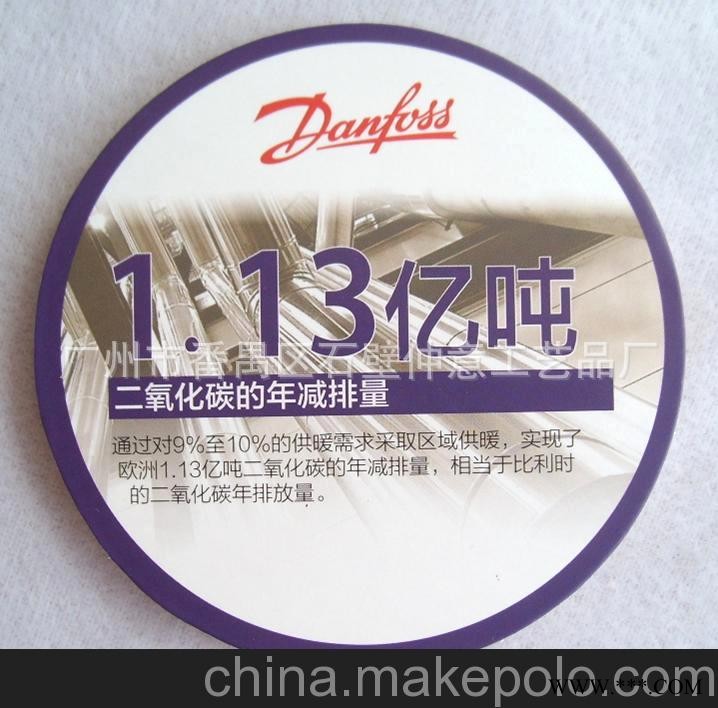 Danfoss
1.13亿吨
广州市番禺区石壁仲意工艺品厂
二氧化碳的年减排量
通过对9%至10%的供暖需求采取区域供暖，实现了
欧洲1.13亿吨二氧化碳的年减排量，相当于比利时
的二氧化碳年排放量。
china.makepolo.com
www.***.com